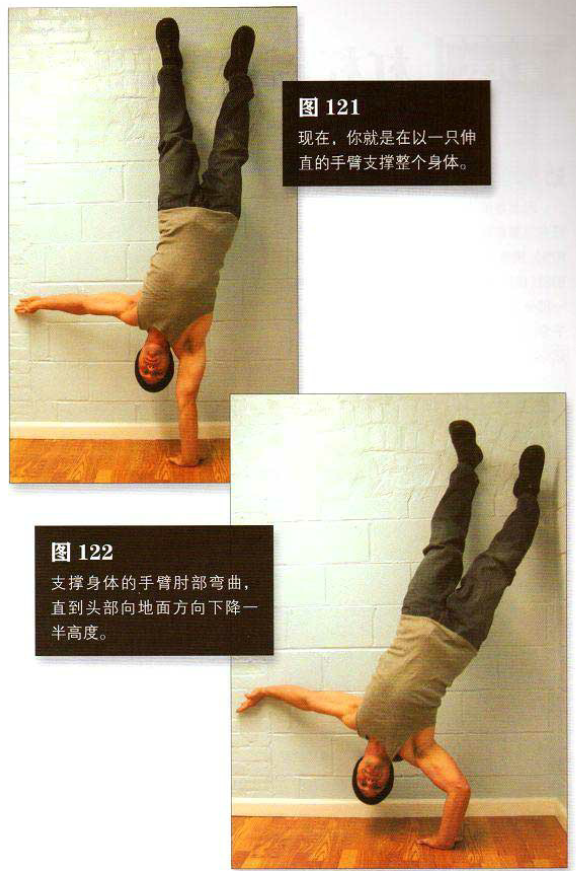 图 121
现在，你就是在以一只伸
直的手臂支撑整个身体。
图 122
支撑身体的手臂肘部弯曲，
直到头部向地面方向下降一
半高度。